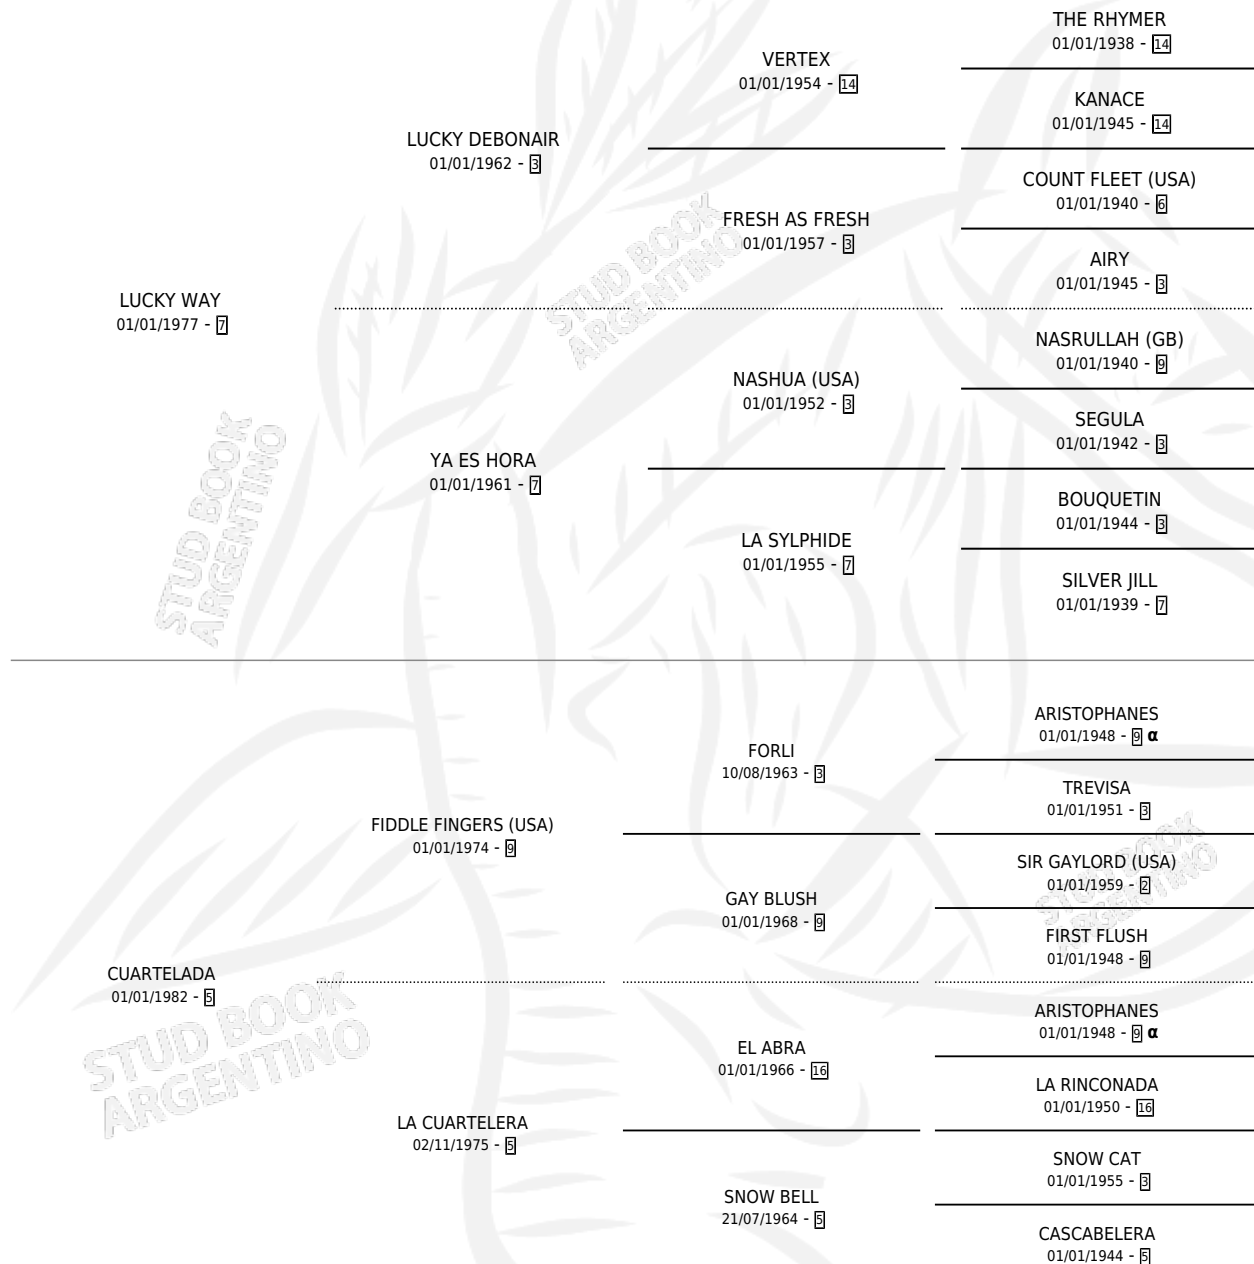 THE RHYMER
01/01/1938 - 14
VERTEX
01/01/1954 - 14
KANACE
01/01/1945 - 14
LUCKY DEBONAIR
01/01/1962 - 3
COUNT FLEET (USA)
01/01/1940 - 6
FRESH AS FRESH
01/01/1957 - 3
AIRY
01/01/1945 - 3
LUCKY WAY
01/01/1977 - 7
NASRULLAH (GB)
01/01/1940 - 9
NASHUA (USA)
01/01/1952 - 3
SEGULA
01/01/1942 - 3
YA ES HORA
01/01/1961 - 7
BOUQUETIN
01/01/1944 - 3
LA SYLPHIDE
01/01/1955 - 7
SILVER JILL
01/01/1939 - 7
ARISTOPHANES
01/01/1948 - 9 α
FORLI
10/08/1963 - 3
TREVISA
01/01/1951 - 3
FIDDLE FINGERS (USA)
01/01/1974 - 9
SIR GAYLORD (USA)
01/01/1959 - 2
GAY BLUSH
01/01/1968 - 9
FIRST FLUSH
01/01/1948 - 9
CUARTELADA
01/01/1982 - 5
ARISTOPHANES
01/01/1948 - 9 α
EL ABRA
01/01/1966 - 16
LA RINCONADA
01/01/1950 - 16
LA CUARTELERA
02/11/1975 - 5
SNOW CAT
01/01/1955 - 3
SNOW BELL
21/07/1964 - 5
CASCABELERA
01/01/1944 - 5
STUD BOOK
ARGENTINO
STUD BOOK
ARGENTINO
STUD BOOK
ARGENTINO
STUD BOOK
ARGENTINO